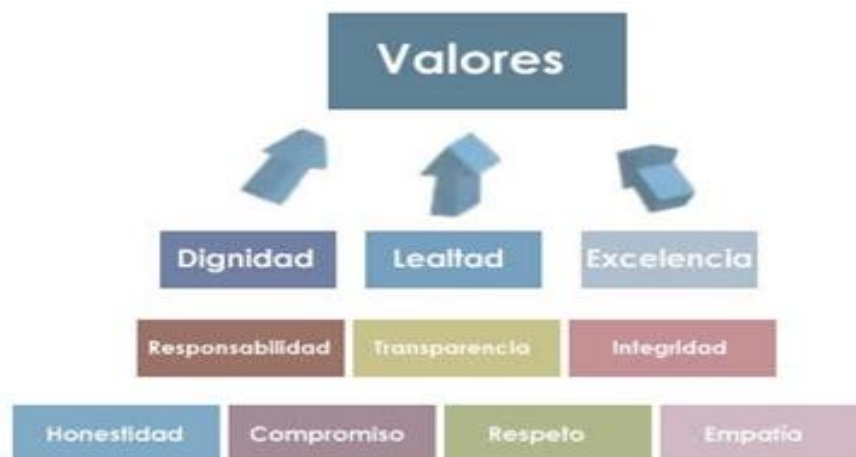 Valores
Dignidad Lealtad Excelencia
Responsabilidad Transparencia Integridad
Honestidad Compromiso Respeto Empatía